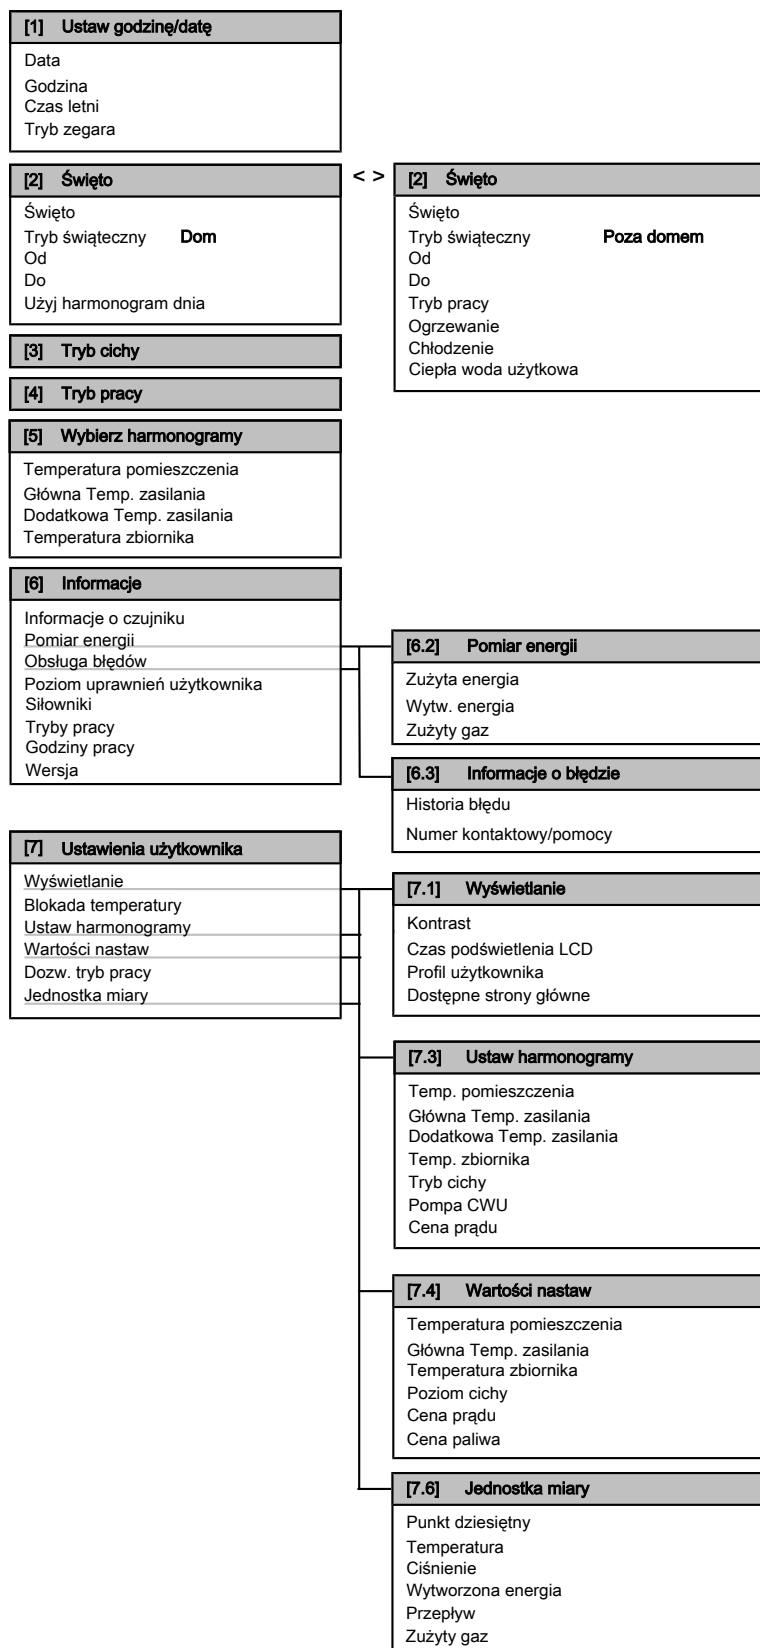 [1] Ustaw godzinę/datę
Data
Godzina
Czas letni
Tryb zegara
[2] Święto
Święto
Tryb świąteczny Dom
Od
Do
Użyj harmonogram dnia
< >
[2] Święto
Święto
Tryb świąteczny Poza domem
Od
Do
Tryb pracy
Ogrzewanie
Chłodzenie
Ciepła woda użytkowa
[3] Tryb cichy
[4] Tryb pracy
[5] Wybierz harmonogramy
Temperatura pomieszczenia
Główna Temp. zasilania
Dodatkowa Temp. zasilania
Temperatura zbiornika
[6] Informacje
Informacje o czujniku
Pomiar energii
Obsługa błędów
Poziom uprawnień użytkownika
Siłowniki
Tryby pracy
Godziny pracy
Wersja
[6.2] Pomiar energii
Zużyta energia
Wytw. energia
Zużyty gaz
[6.3] Informacje o błędzie
Historia błędu
Numer kontaktowy/pomocy
[7] Ustawienia użytkownika
Wyświetlanie
Blokada temperatury
Ustaw harmonogramy
Wartości nastaw
Dozw. tryb pracy
Jednostka miary
[7.1] Wyświetlanie
Kontrast
Czas podświetlenia LCD
Profil użytkownika
Dostępne strony główne
[7.3] Ustaw harmonogramy
Temp. pomieszczenia
Główna Temp. zasilania
Dodatkowa Temp. zasilania
Temp. zbiornika
Tryb cichy
Pompa CWU
Cena prądu
[7.4] Wartości nastaw
Temperatura pomieszczenia
Główna Temp. zasilania
Temperatura zbiornika
Poziom cichy
Cena prądu
Cena paliwa
[7.6] Jednostka miary
Punkt dziesiętny
Temperatura
Ciśnienie
Wytworzona energia
Przepływ
Zużyty gaz